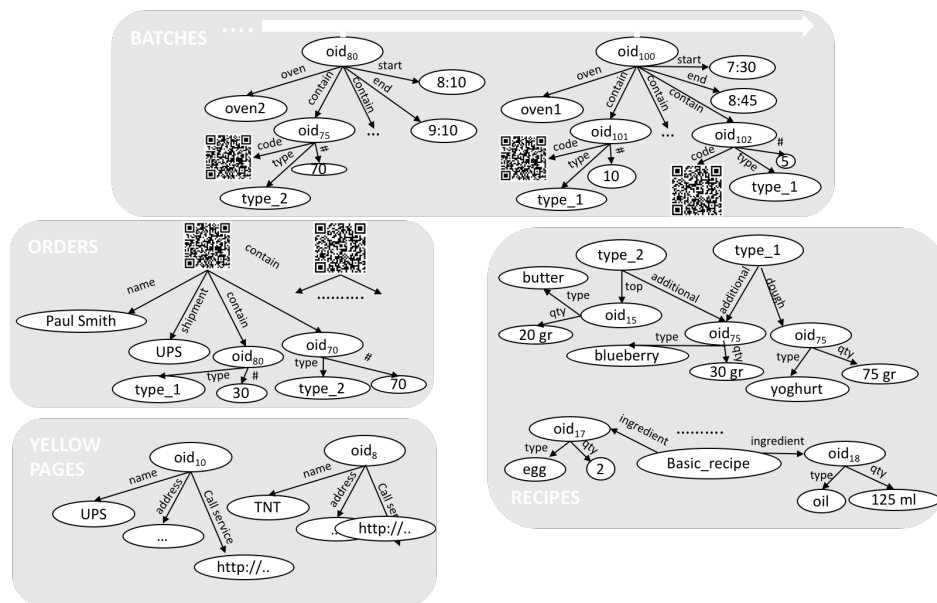 BATCHES ....
oid80
oven
contain
contain
end
start
8:10
oven2
...
9:10
oid75
code
type
#
70
type_2
oid100
oven
contain
contain
contain
end
start
7:30
8:45
oven1
...
oid101
code
type
#
10
type_1
oid102
code
type
#
5
type_1
ORDERS
contain
..........
name
shipment
contain
Paul Smith
UPS
oid80
type
#
type_1
30
oid70
type
#
type_2
70
YELLOW
PAGES
oid10
name
address
Call service
UPS
...
http://..
oid8
name
address
TNT
http://..
type_2
type_1
butter
type
top
additional
additional
dough
qty
oid15
20 gr
oid75
type
qty
blueberry
30 gr
oid75
type
qty
yoghurt
75 gr
oid17
ingredient
..........
type
qty
egg
2
Basic_recipe
ingredient
oid18
type
qty
oil
125 ml
RECIPES